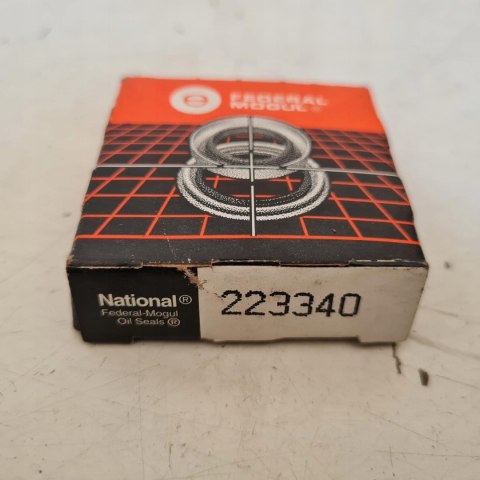 FEDERAL
MOGUL®
National®
Federal-Mogul
Oil Seals®
223340